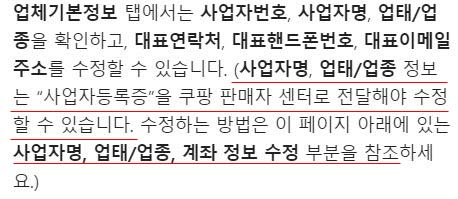 업체기본정보 탭에서는 사업자번호, 사업자명, 업태/업
종을 확인하고, 대표연락처, 대표핸드폰번호, 대표이메일
주소를 수정할 수 있습니다. (사업자명, 업태/업종 정보
는 “사업자등록증”을 쿠팡 판매자 센터로 전달해야 수정
할 수 있습니다. 수정하는 방법은 이 페이지 아래에 있는
사업자명, 업태/업종, 계좌 정보 수정 부분을 참조하세
요.)